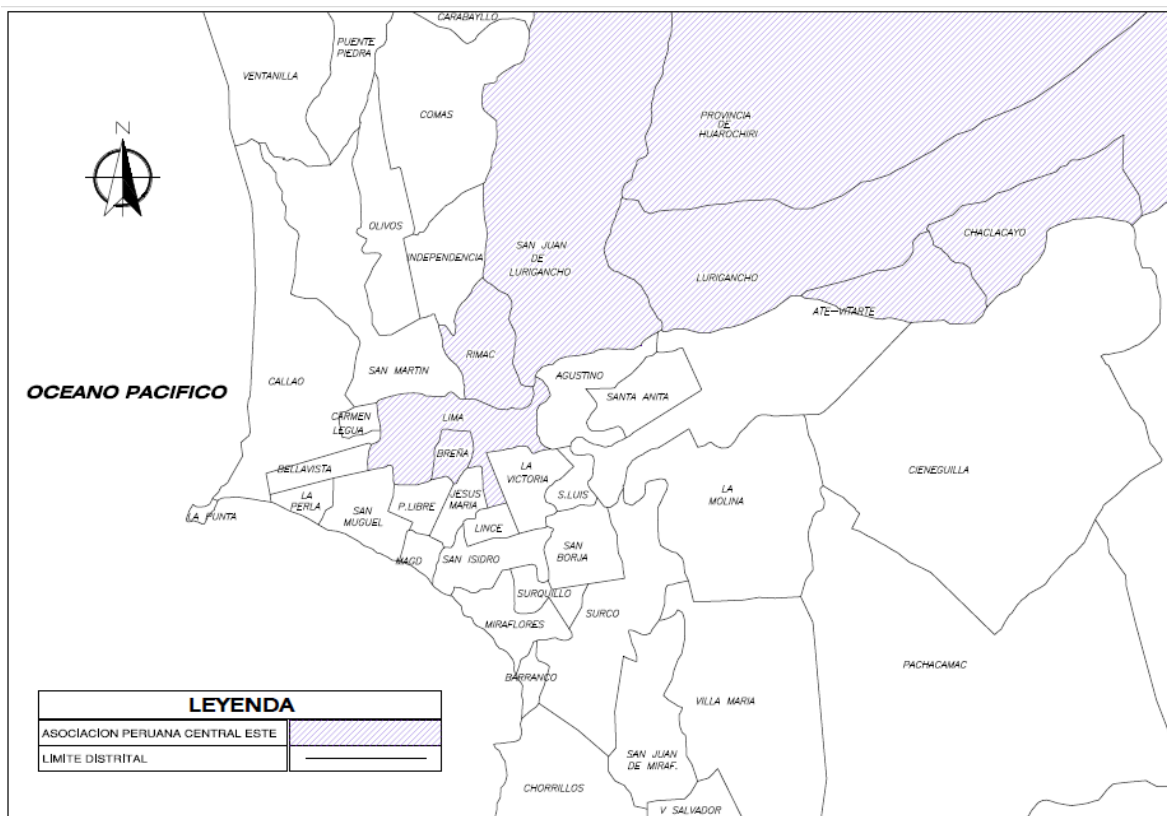 CARABAYLLO
PUENTE
PIEDRA
VENTANILLA
COMAS
PROVINCIA
DE
HUAROCHIRI
N
OLIVOS
INDEPENDENCIA
SAN JUAN
DE
LURIGANCHO
CHACLACAYO
LURIGANCHO
ATE-VITARTE
RIMAC
SAN MARTIN
CALLAO
AGUSTINO
SANTA ANITA
OCEANO PACIFICO
CARMEN
LEGUA
LIMA
BREÑA
BELLAVISTA
LA
VICTORIA
CIENEGUILLA
LA
PERLA
SAN
MUGUEL
P.LIBRE
JESUS
MARIA
S.LUIS
LA
MOLINA
LA PUNTA
LINCE
MAGD
SAN ISIDRO
SAN
BORJA
SURQUILLO
SURCO
MIRAFLORES
PACHACAMAC
BARRANCO
VILLA MARIA
LEYENDA
ASOCIACION PERUANA CENTRAL ESTE
LIMITE DISTRITAL
SAN JUAN
DE MIRAF.
CHORRILLOS
V SALVADOR